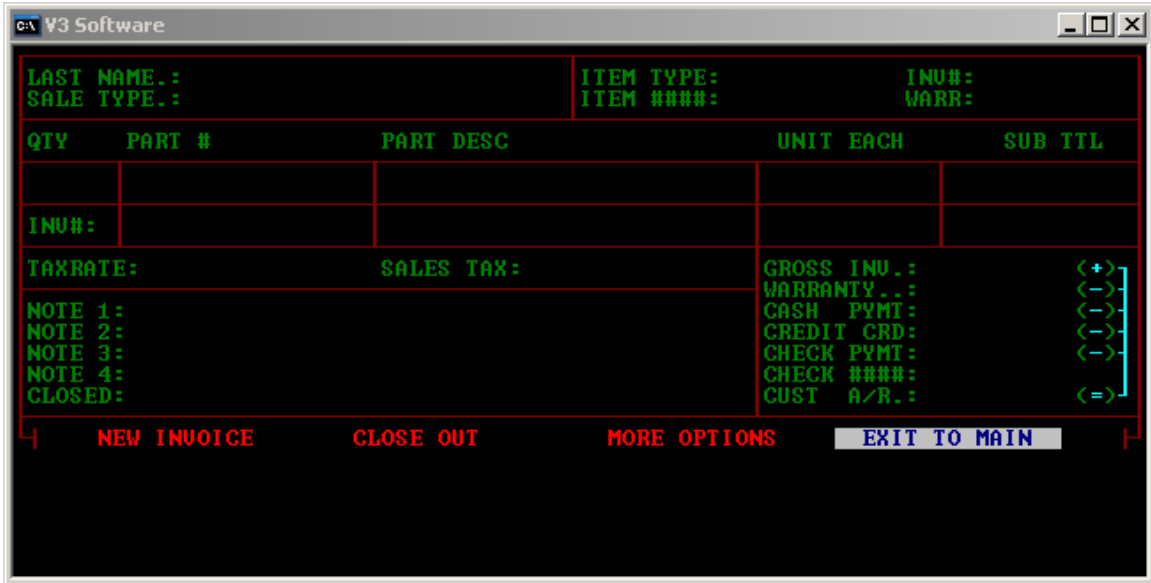 V3 Software
LAST NAME.: ITEM TYPE: INV#:
SALE TYPE.: ITEM ####: WARR:
QTY PART # PART DESC UNIT EACH SUB TTL
INV#:
TAXRATE: SALES TAX: GROSS INV.: (+)
WARRANTY..: (-)
NOTE 1: CASH PYMT: (-)
NOTE 2: CREDIT CRD: (-)
NOTE 3: CHECK PYMT: (-)
NOTE 4: CHECK ####:
CLOSED: CUST A/R.: (=)
NEW INVOICE CLOSE OUT MORE OPTIONS EXIT TO MAIN